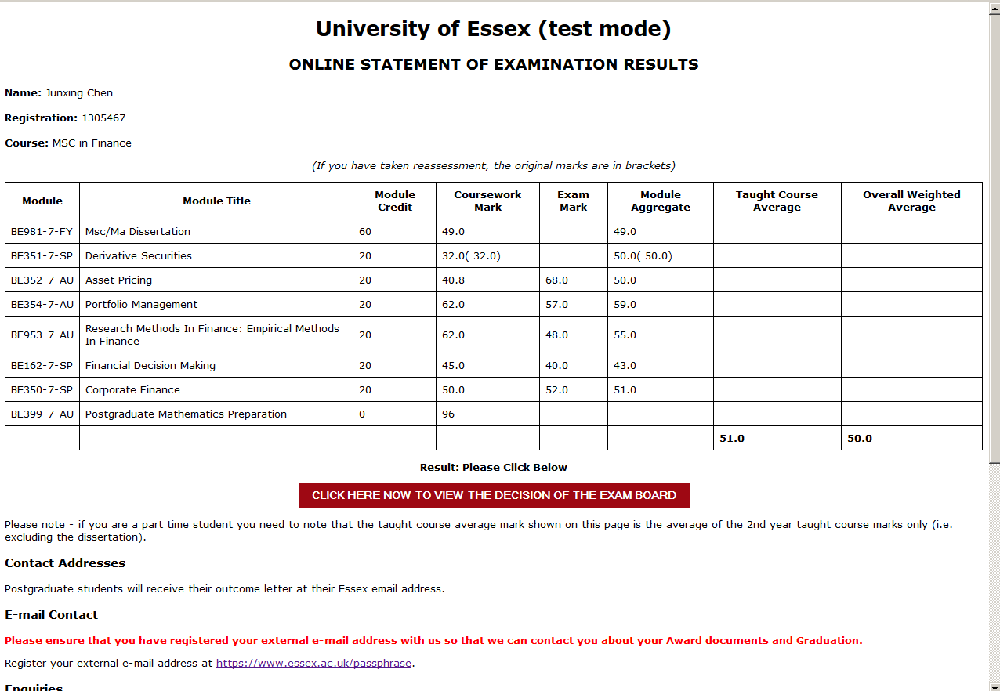 University of Essex (test mode)
ONLINE STATEMENT OF EXAMINATION RESULTS
Name: Junxing Chen
Registration: 1305467
Course: MSC in Finance
(If you have taken reassessment, the original marks are in brackets)
Module Module Title Module Credit Coursework Mark Exam Mark Module Aggregate Taught Course Average Overall Weighted Average
BE981-7-FY Msc/Ma Dissertation 60 49.0 49.0
BE351-7-SP Derivative Securities 20 32.0( 32.0) 50.0( 50.0)
BE352-7-AU Asset Pricing 20 40.8 68.0 50.0
BE354-7-AU Portfolio Management 20 62.0 57.0 59.0
BE953-7-AU Research Methods In Finance: Empirical Methods In Finance 20 62.0 48.0 55.0
BE162-7-SP Financial Decision Making 20 45.0 40.0 43.0
BE350-7-SP Corporate Finance 20 50.0 52.0 51.0
BE399-7-AU Postgraduate Mathematics Preparation 0 96
51.0 50.0
Result: Please Click Below
CLICK HERE NOW TO VIEW THE DECISION OF THE EXAM BOARD
Please note - if you are a part time student you need to note that the taught course average mark shown on this page is the average of the 2nd year taught course marks only (i.e.
excluding the dissertation).
Contact Addresses
Postgraduate students will receive their outcome letter at their Essex email address.
E-mail Contact
Please ensure that you have registered your external e-mail address with us so that we can contact you about your Award documents and Graduation.
Register your external e-mail address at https://www.essex.ac.uk/passphrase.
Enquiries